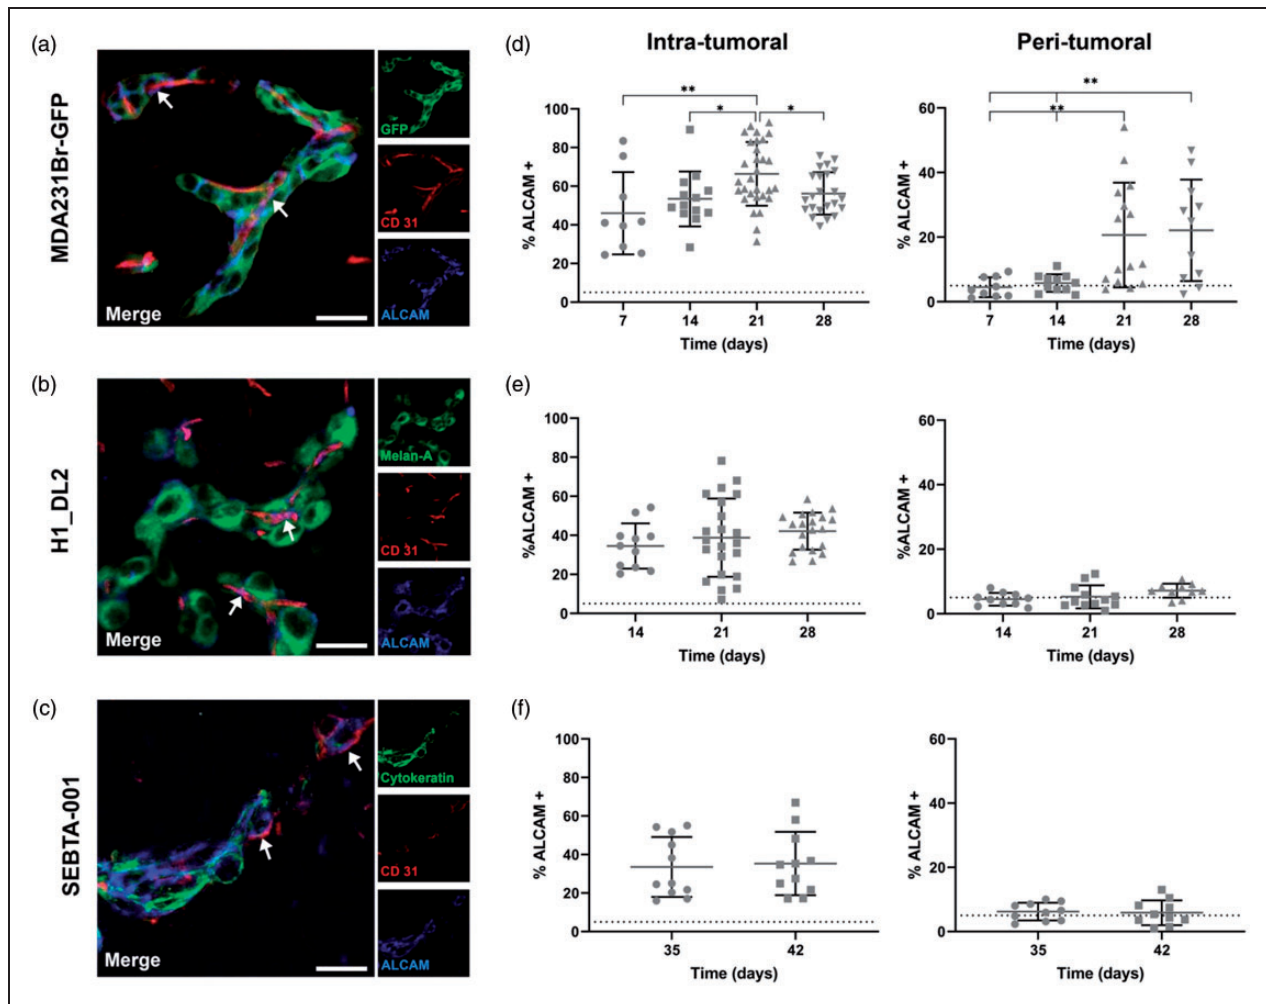 (a)
MDA231Br-GFP
Merge
GFP
CD 31
ALCAM
(d)
Intra-tumoral
Peri-tumoral
% ALCAM +
100
80
60
40
20
0
**
*
*
7 14 21 28
Time (days)
% ALCAM +
60
40
20
0
**
**
7 14 21 28
Time (days)
(b)
H1_DL2
Merge
Melan-A
CD 31
ALCAM
(e)
%ALCAM +
100
80
60
40
20
0
14 21 28
Time (days)
%ALCAM +
60
40
20
0
14 21 28
Time (days)
(c)
SEBTA-001
Merge
Cytokeratin
CD 31
ALCAM
(f)
% ALCAM +
100
80
60
40
20
0
35 42
Time (days)
% ALCAM +
60
40
20
0
35 42
Time (days)